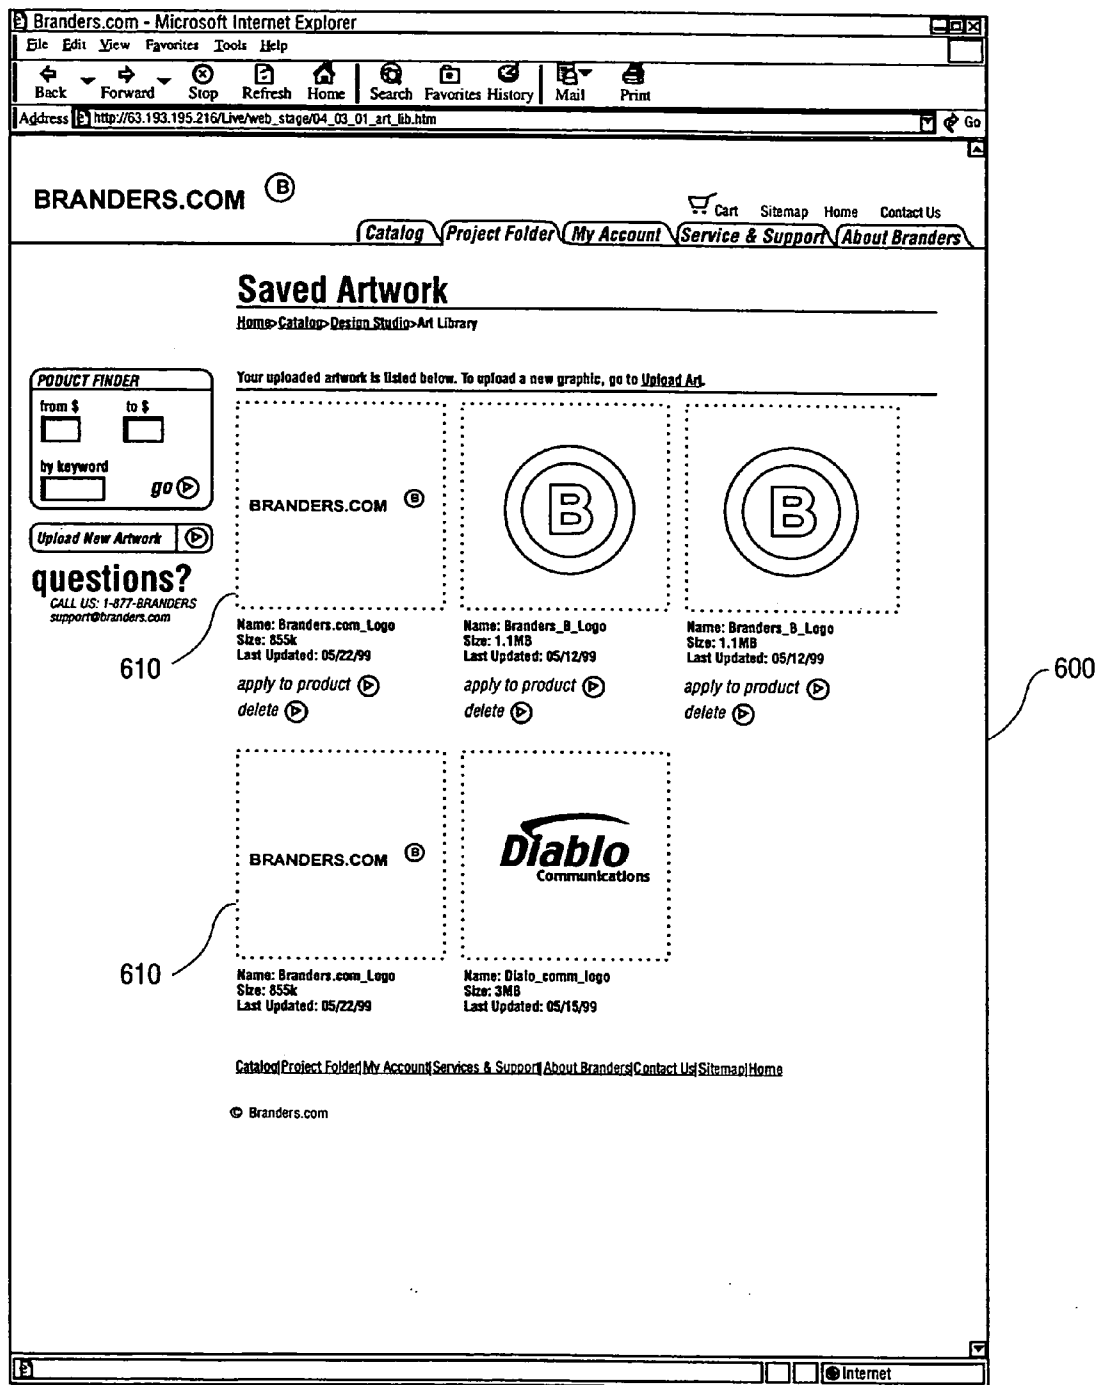 Branders.com - Microsoft Internet Explorer
File Edit View Favorites Tools Help
Back Forward Stop Refresh Home Search Favorites History Mail Print
Address http://63.193.195.216/Live/web_stage/04_03_01_art_lib.htm Go
BRANDERS.COM B
Cart Sitemap Home Contact Us
Catalog Project Folder My Account Service & Support About Branders
Saved Artwork
Home>Catalog>Design Studio>Art Library
PODUCT FINDER
from $ to $
by keyword
go
Upload New Artwork
questions?
CALL US: 1-877-BRANDERS
support@branders.com
Your uploaded artwork is listed below. To upload a new graphic, go to Upload Art.
BRANDERS.COM B
B
B
Name: Branders.com_Logo
Size: 855k
Last Updated: 05/22/99
apply to product
delete
Name: Branders_B_Logo
Size: 1.1MB
Last Updated: 05/12/99
apply to product
delete
Name: Branders_B_Logo
Size: 1.1MB
Last Updated: 05/12/99
apply to product
delete
610
600
BRANDERS.COM B
Diablo
Communications
610
Name: Branders.com_Logo
Size: 855k
Last Updated: 05/22/99
Name: Dialo_comm_logo
Size: 3MB
Last Updated: 05/15/99
Catalog|Project Folder|My Account|Services & Support|About Branders|Contact Us|Sitemap|Home
© Branders.com
Internet